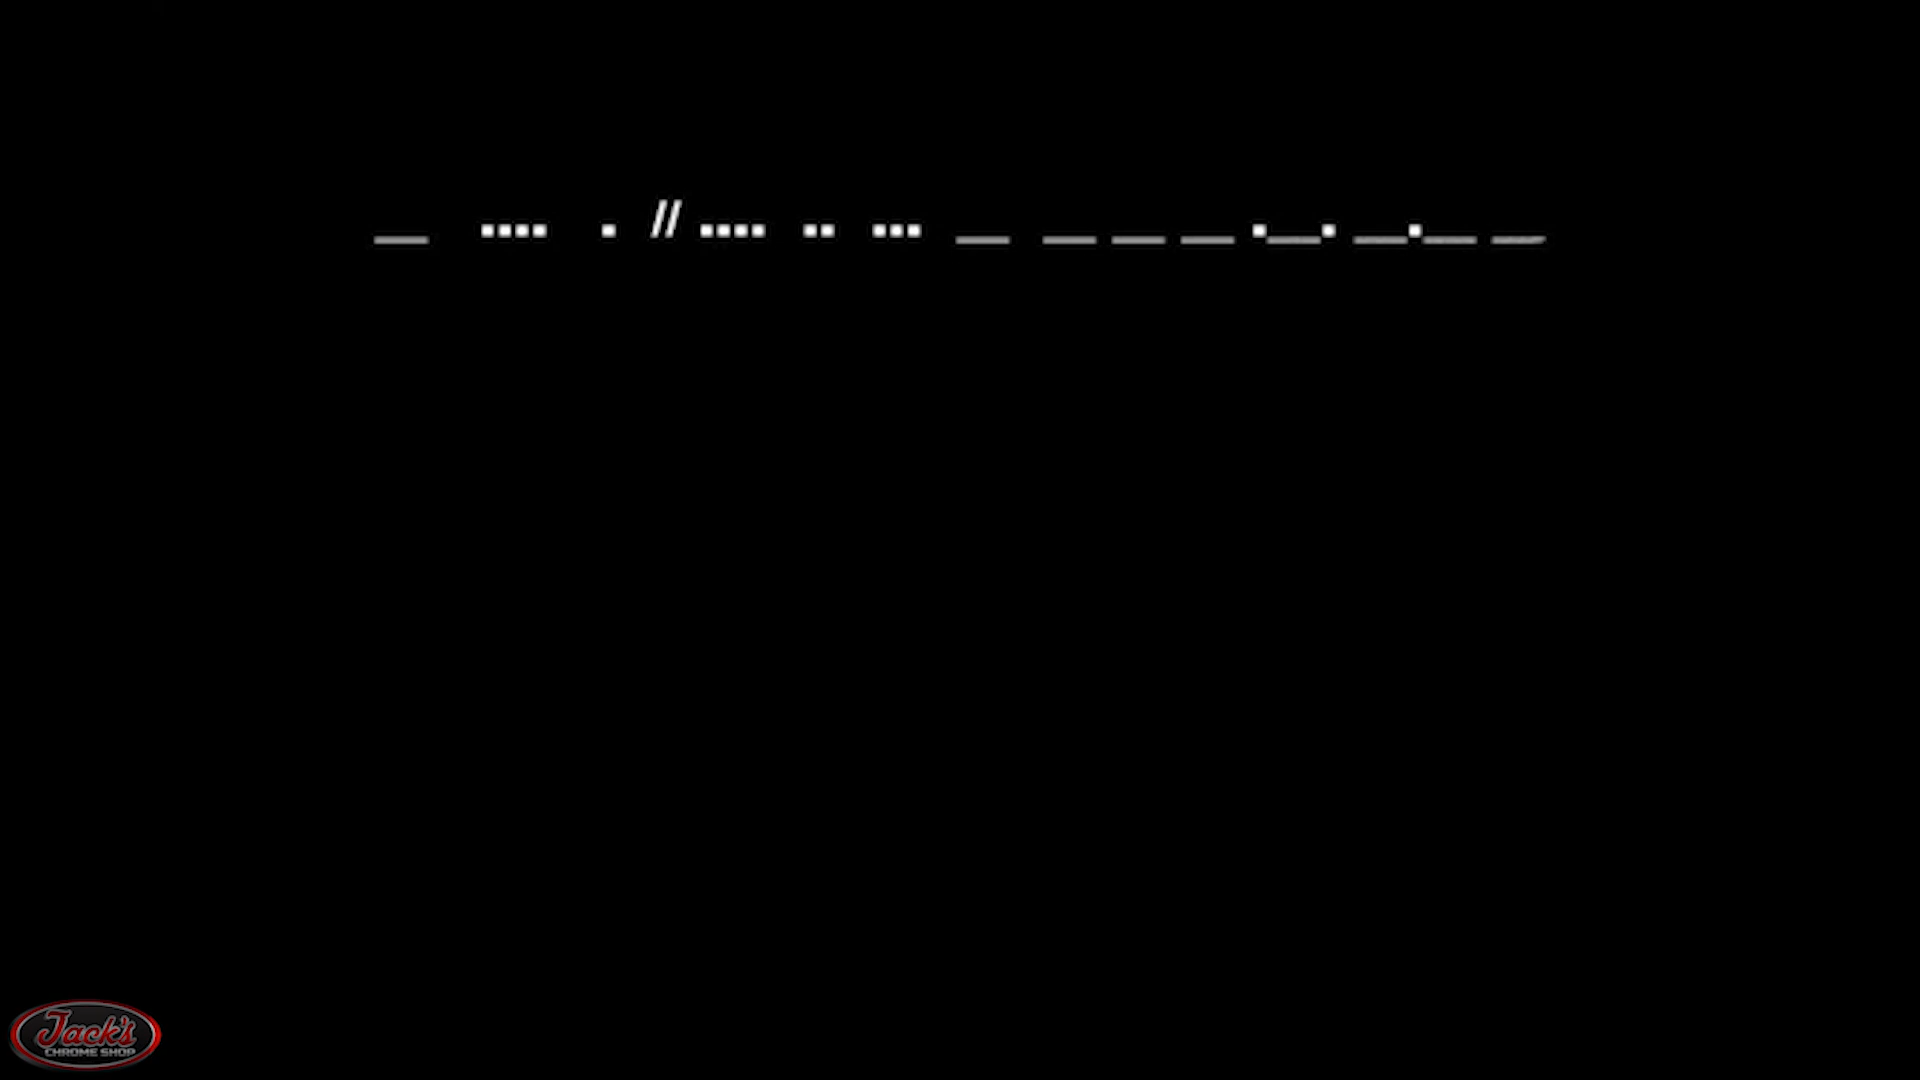 _ .... . // .... .. ... _ _ _ _ ._. _._ _
Jack's
CHROME SHOP